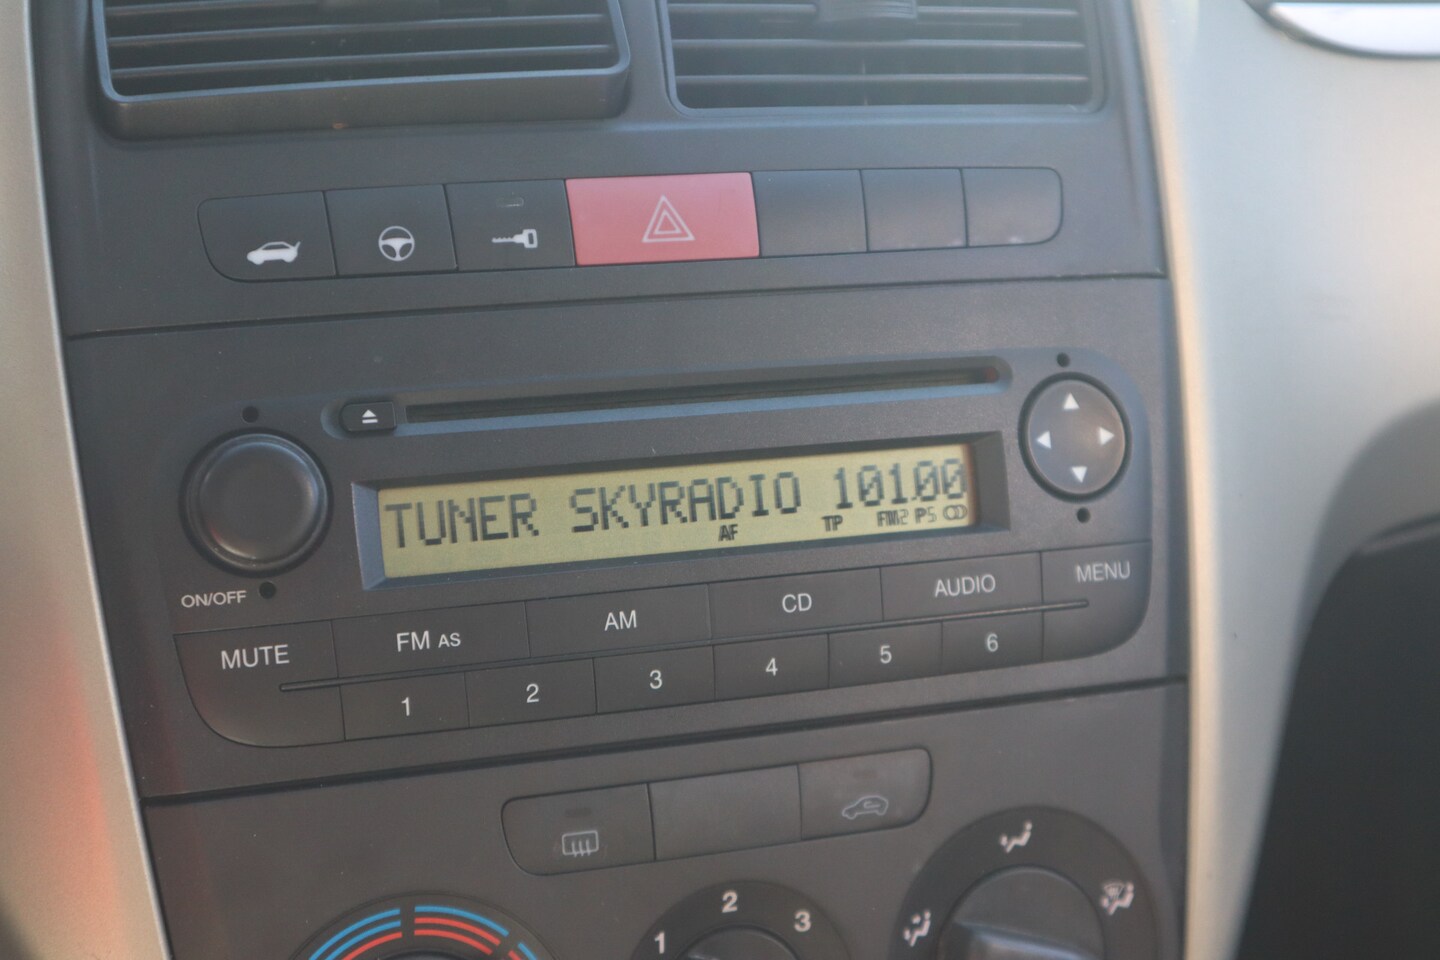 TUNER SKYRADIO 101.00
AF TP FM2 P5
ON/OFF
MUTE FM AS AM CD AUDIO MENU
1 2 3 4 5 6
1 2 3